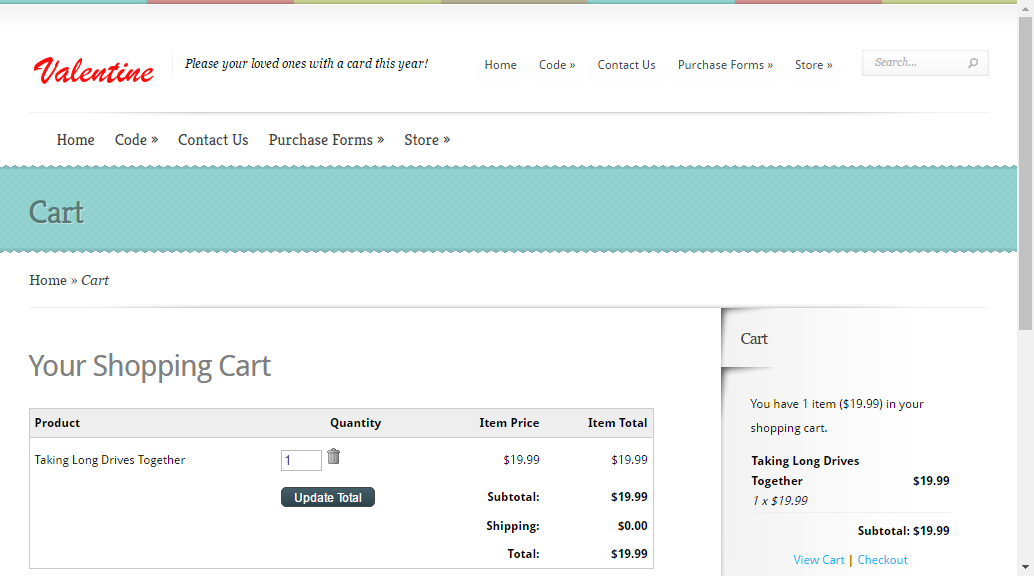 Valentine
Please your loved ones with a card this year!
Home Code » Contact Us Purchase Forms » Store »
Search...
Home Code » Contact Us Purchase Forms » Store »
Cart
Home » Cart
Your Shopping Cart
Product Quantity Item Price Item Total
Taking Long Drives Together 1 $19.99 $19.99
Update Total Subtotal: $19.99
Shipping: $0.00
Total: $19.99
Cart
You have 1 item ($19.99) in your
shopping cart.
Taking Long Drives
Together $19.99
1 x $19.99
Subtotal: $19.99
View Cart | Checkout